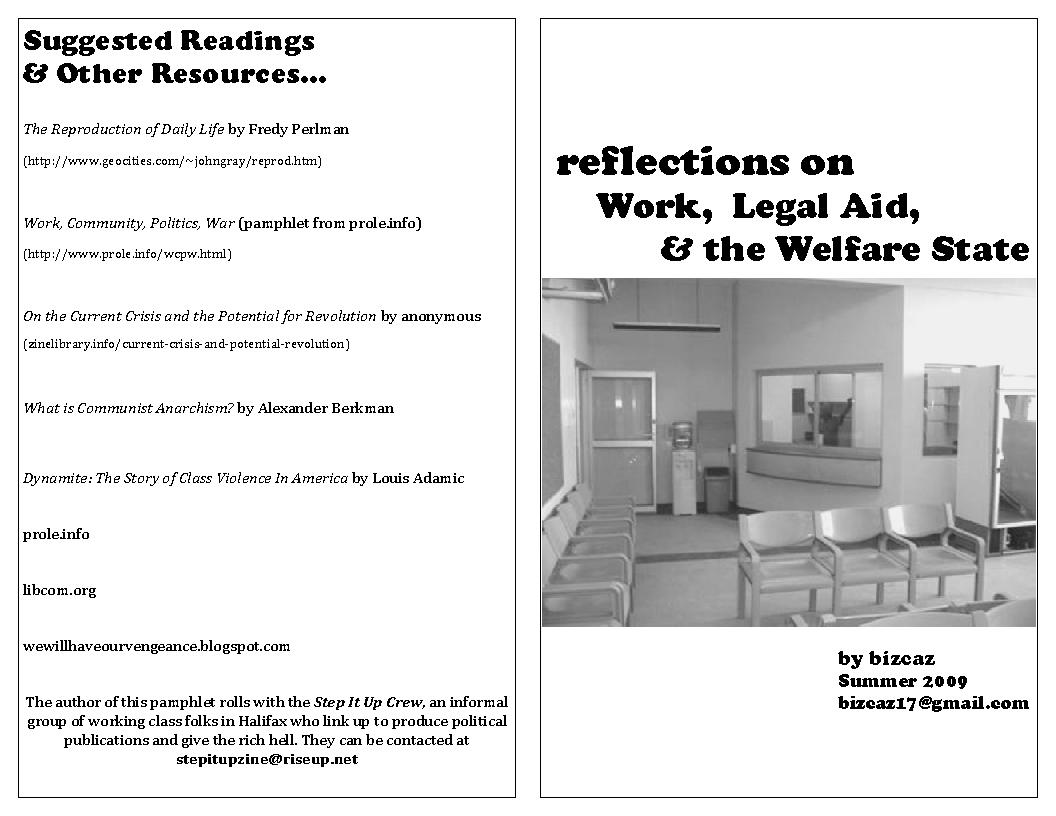 Suggested Readings
& Other Resources...
The Reproduction of Daily Life by Fredy Perlman
(http://www.geocities.com/~johngray/reprod.htm)
Work, Community, Politics, War (pamphlet from prole.info)
(http://www.prole.info/wcpw.html)
On the Current Crisis and the Potential for Revolution by anonymous
(zinelibrary.info/current-crisis-and-potential-revolution)
What is Communist Anarchism? by Alexander Berkman
Dynamite: The Story of Class Violence In America by Louis Adamic
prole.info
libcom.org
wewillhaveourvengeance.blogspot.com
The author of this pamphlet rolls with the Step It Up Crew, an informal
group of working class folks in Halifax who link up to produce political
publications and give the rich hell. They can be contacted at
stepitupzine@riseup.net
reflections on
Work, Legal Aid,
& the Welfare State
by bizcaz
Summer 2009
bizcaz17@gmail.com